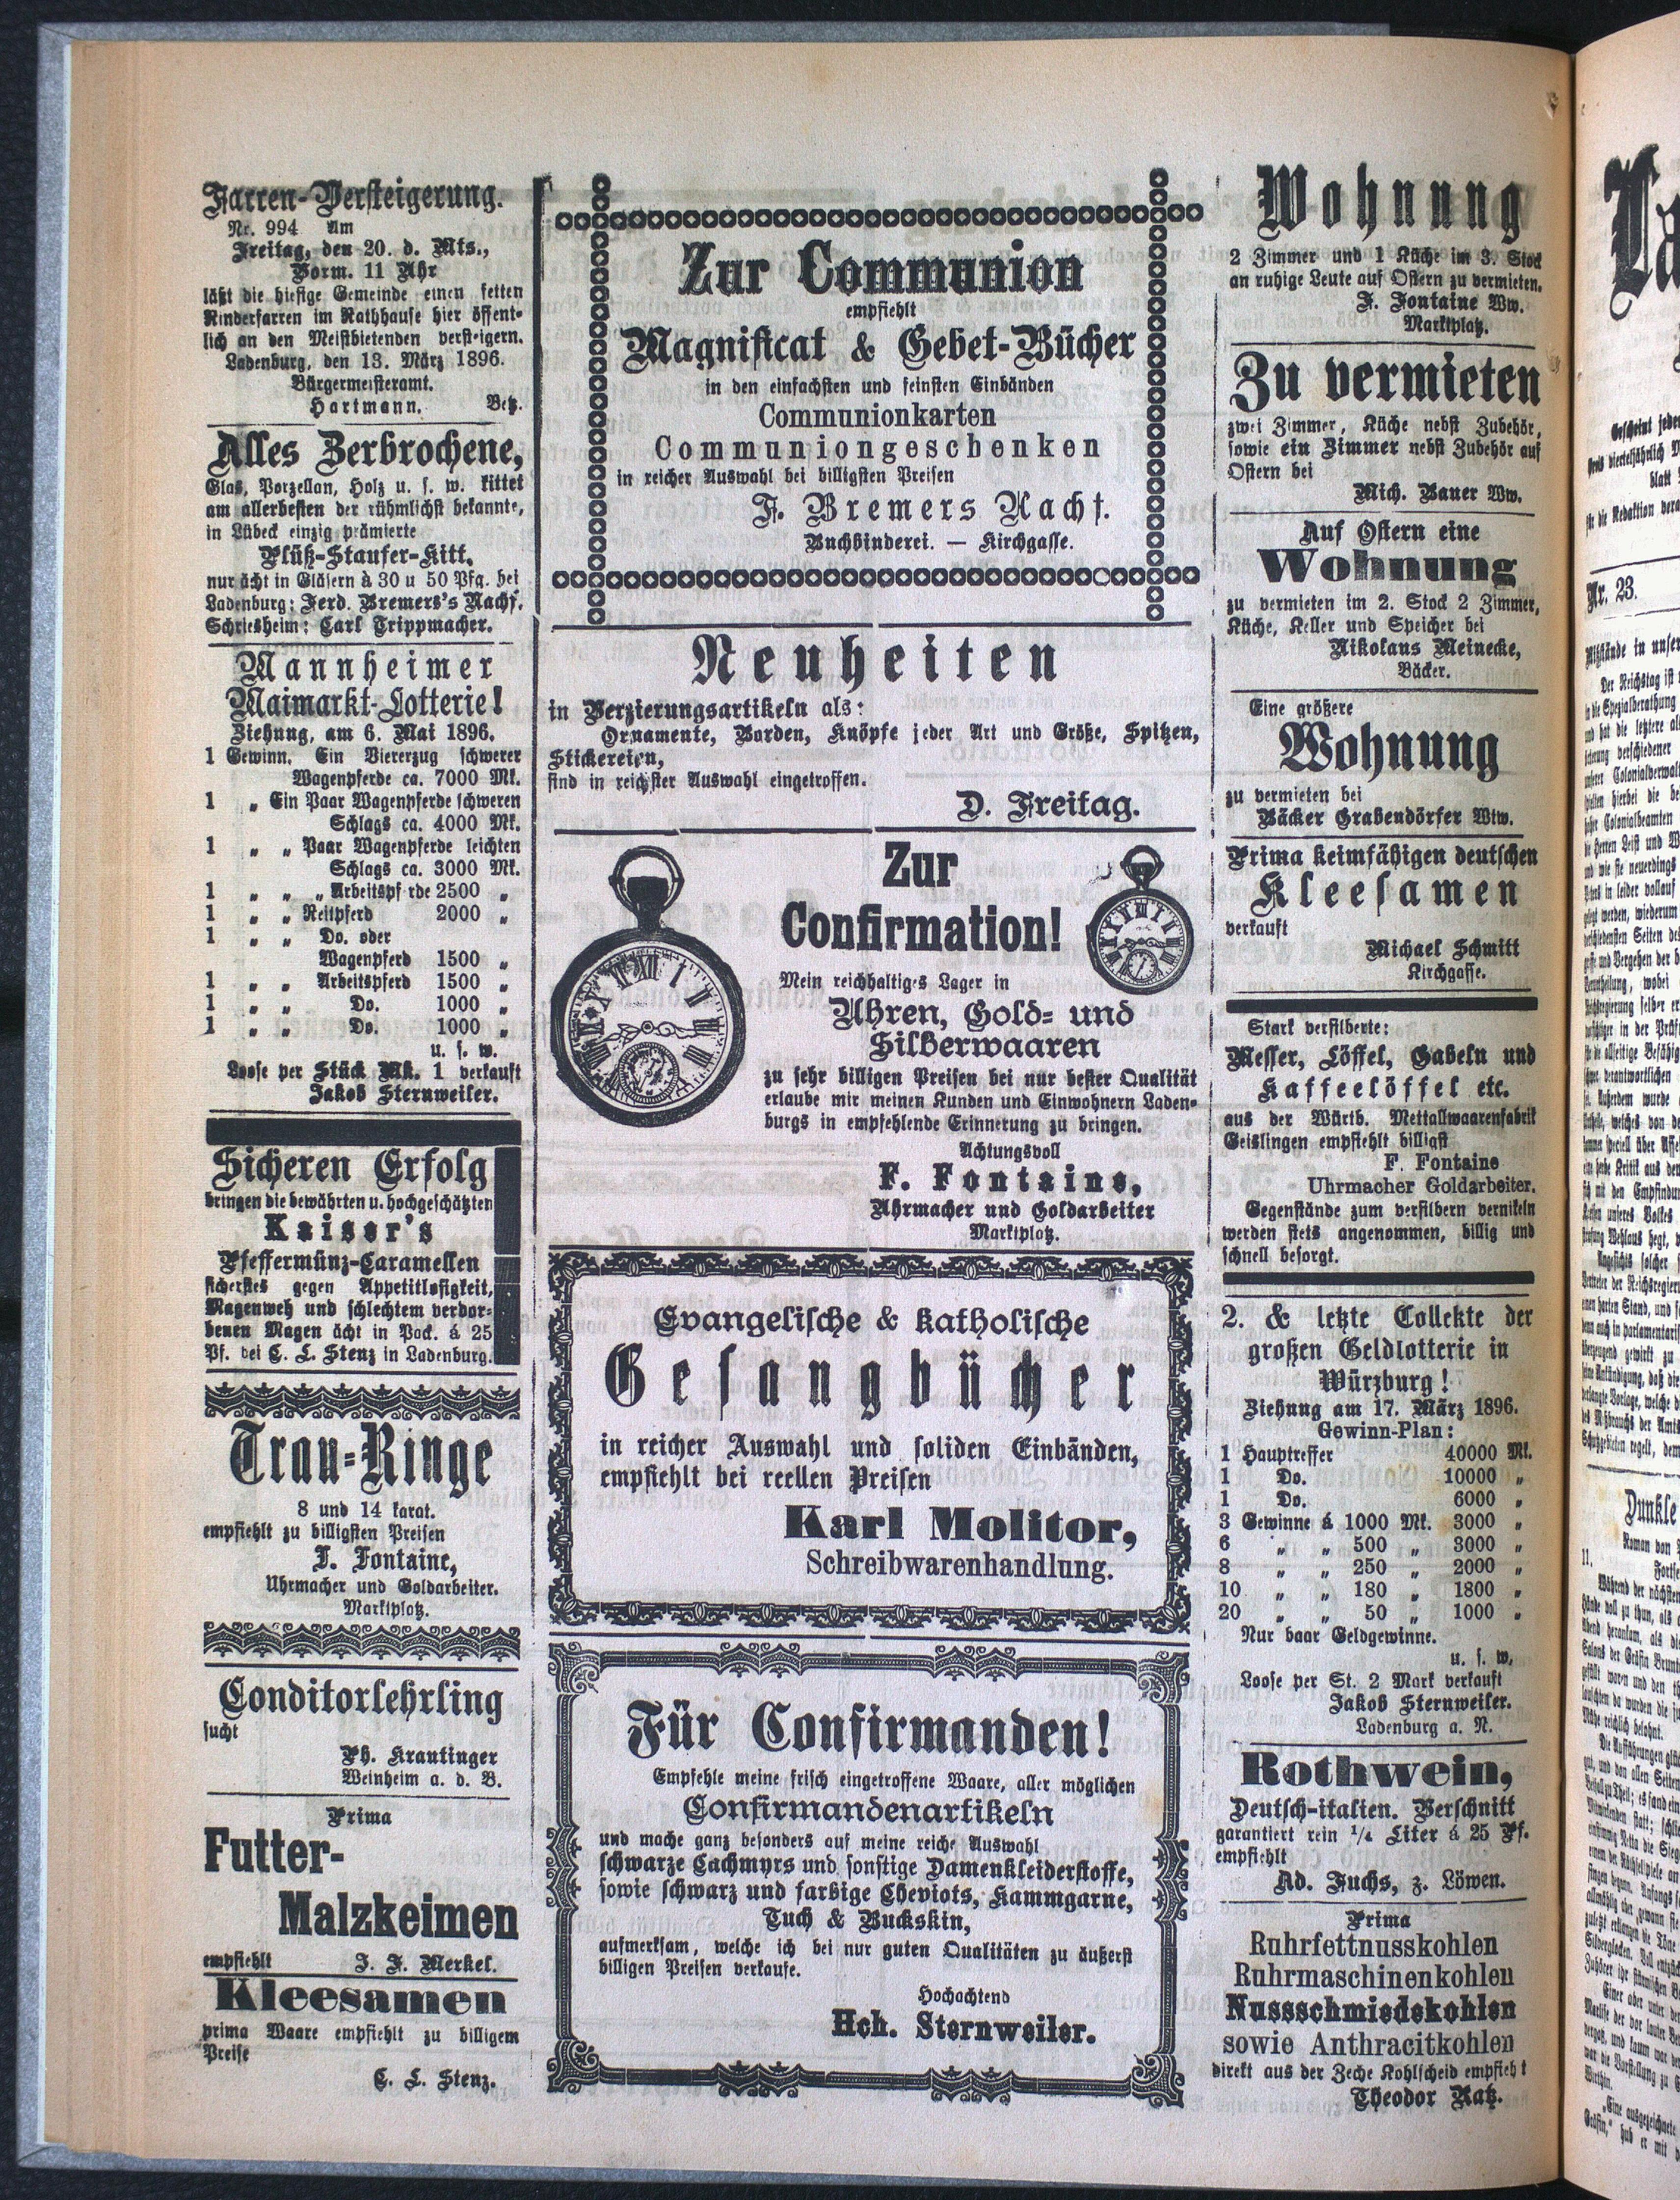 Farren-Versteigerung.
Nr. 994 Am
Freitag, den 20. d. Mts.,
Vorm. 11 Uhr
läßt die hiesige Gemeinde einen fetten
Rinderfarren im Rathhause hier öffent-
lich an den Meistbietenden versteigern.
Ladenburg, den 13. März 1896.
Bürgermeisteramt.
Hartmann. Betz.
Alles Zerbrochene,
Glas, Porzellan, Holz u. s. w. kittet
am allerbesten der rühmlichst bekannte,
in Lübeck einzig prämierte
Plüß-Staufer-Kitt.
nur ächt in Gläsern à 30 u 50 Pfg. bei
Ladenburg: Ferd. Bremers's Nachf.
Schriesheim: Carl Trippmacher.
Mannheimer
Maimarkt-Lotterie!
Ziehung, am 6. Mai 1896.
1 Gewinn. Ein Viererzug schwerer
Wagenpferde ca. 7000 Mk.
1 „ Ein Paar Wagenpferde schweren
Schlags ca. 4000 Mk.
1 „ „ Paar Wagenpferde leichten
Schlags ca. 3000 Mk.
1 „ „ „ Arbeitspf rde 2500 „
1 „ „ Reitpferd 2000 „
1 „ „ Do. oder
Wagenpferd 1500 „
1 „ „ Arbeitspferd 1500 „
1 „ „ Do. 1000 „
1 „ „ Do. 1000 „
u. s. w.
Loose per Stück Mk. 1 verkauft
Jakob Sternweiler.
Sicheren Erfolg
bringen die bewährten u. hochgeschätzten
Kaiser's
Pfeffermünz-Caramellen
sicherstes gegen Appetitlosigkeit,
Magenweh und schlechtem verdor-
benen Magen ächt in Pack. á 25
Pf. bei C. L. Stenz in Ladenburg.
Trau-Ringe
8 und 14 karat.
empfiehlt zu billigsten Preisen
F. Fontaine,
Uhrmacher und Goldarbeiter.
Marktplatz.
Conditorlehrling
sucht
Ph. Krautinger
Weinheim a. d. B.
Prima
Futter-
Malzkeimen
empfiehlt J. F. Merkel.
Kleesamen
prima Waare empfiehlt zu billigem
Preise
C. L. Stenz.
Zur Communion
empfiehlt
Magnificat & Gebet-Bücher
in den einfachsten und feinsten Einbänden
Communionkarten
Communiongeschenken
in reicher Auswahl bei billigsten Preisen
F. Bremers Nachf.
Buchbinderei. — Kirchgasse.
Neuheiten
in Verzierungsartikeln als:
Ornamente, Borden, Knöpfe jeder Art und Größe, Spitzen,
Stickereien,
sind in reichster Auswahl eingetroffen.
D. Freitag.
Zur
Confirmation!
Mein reichhaltiges Lager in
Uhren, Gold- und
Silberwaaren
zu sehr billigen Preisen bei nur bester Qualität
erlaube mir meinen Kunden und Einwohnern Laden-
burgs in empfehlende Erinnerung zu bringen.
Achtungsvoll
F. Fontaine,
Uhrmacher und Goldarbeiter
Marktplatz.
Evangelische & katholische
Gesangbücher
in reicher Auswahl und soliden Einbänden,
empfiehlt bei reellen Preisen
Karl Molitor,
Schreibwarenhandlung.
Für Confirmanden!
Empfehle meine frisch eingetroffene Waare, aller möglichen
Confirmandenartikeln
und mache ganz besonders auf meine reiche Auswahl
schwarze Cachmyrs und sonstige Damenkleiderstoffe,
sowie schwarz und farbige Cheviots, Kammgarne,
Tuch & Buckskin,
aufmerksam, welche ich bei nur guten Qualitäten zu äußerst
billigen Preisen verkaufe.
Hochachtend
Hch. Sternweiler.
Wohnung
2 Zimmer und 1 Küche im 3. Stock
an ruhige Leute auf Ostern zu vermieten.
F. Fontaine Ww.
Marktplatz.
Zu vermieten
zwei Zimmer, Küche nebst Zubehör,
sowie ein Zimmer nebst Zubehör auf
Ostern bei
Mich. Bauer Ww.
Auf Ostern eine
Wohnung
zu vermieten im 2. Stock 2 Zimmer,
Küche, Keller und Speicher bei
Nikolaus Meinecke,
Bäcker.
Eine größere
Wohnung
zu vermieten bei
Bäcker Grabendörfer Wtw.
Prima keimfähigen deutschen
Kleesamen
verkauft
Michael Schmitt
Kirchgasse.
Stark versilberte:
Messer, Löffel, Gabeln und
Kaffeelöffel etc.
aus der Württb. Mettallwaarenfabrik
Geislingen empfiehlt billigst
F. Fontaine
Uhrmacher Goldarbeiter.
Gegenstände zum versilbern vernikeln
werden stets angenommen, billig und
schnell besorgt.
2. & letzte Collekte der
großen Geldlotterie in
Würzburg!
Ziehung am 17. März 1896.
Gewinn-Plan:
1 Hauptreffer 40000 Mk.
1 Do. 10000 „
1 Do. 6000 „
3 Gewinne á 1000 Mk. 3000 „
6 „ „ 500 „ 3000 „
8 „ „ 250 „ 2000 „
10 „ „ 180 „ 1800 „
20 „ „ 50 „ 1000 „
Nur baar Geldgewinne.
u. s. w.
Loose per St. 2 Mark verkauft
Jakob Sternweiler.
Ladenburg a. N.
Rothwein,
Deutsch-italien. Verschnitt
garantiert rein 1/4 Liter á 25 Pf.
empfiehlt
Ad. Fuchs, z. Löwen.
Prima
Ruhrfettnusskohlen
Ruhrmaschinenkohlen
Nussschmiedekohlen
sowie Anthracitkohlen
direkt aus der Zeche Kohlscheid empfieh t
Theodor Katz.
Nr. 23.